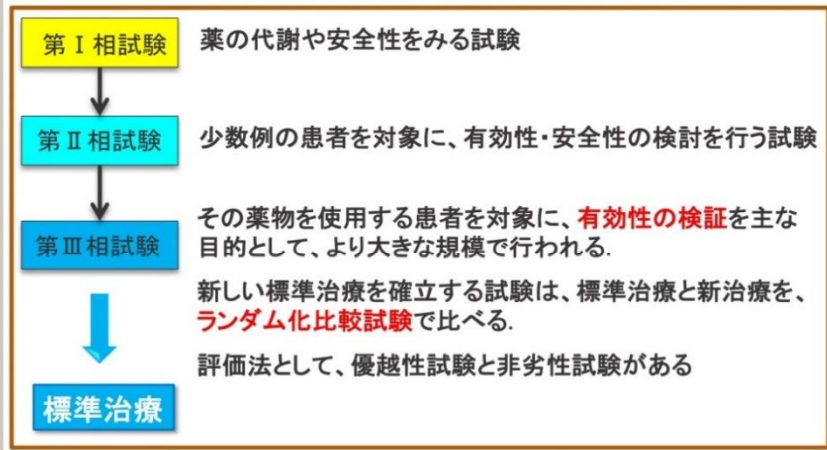 第Ⅰ相試験
薬の代謝や安全性をみる試験
第Ⅱ相試験
少数例の患者を対象に、有効性・安全性の検討を行う試験
第Ⅲ相試験
その薬物を使用する患者を対象に、有効性の検証を主な
目的として、より大きな規模で行われる.
新しい標準治療を確立する試験は、標準治療と新治療を、
ランダム化比較試験で比べる.
評価法として、優越性試験と非劣性試験がある
標準治療